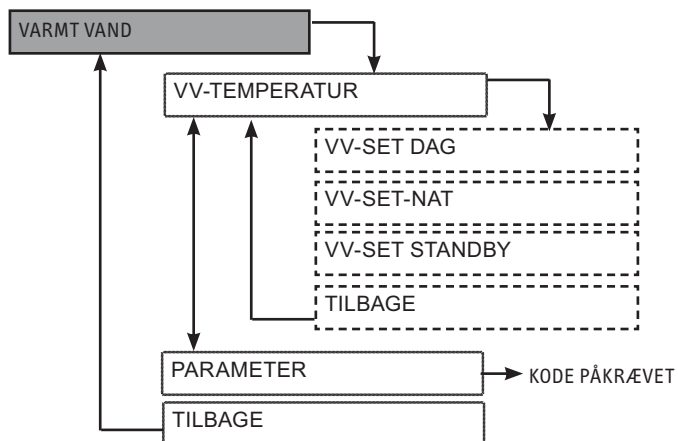 VARMT VAND
VV-TEMPERATUR
VV-SET DAG
VV-SET-NAT
VV-SET STANDBY
TILBAGE
PARAMETER
KODE PÅKRÆVET
TILBAGE